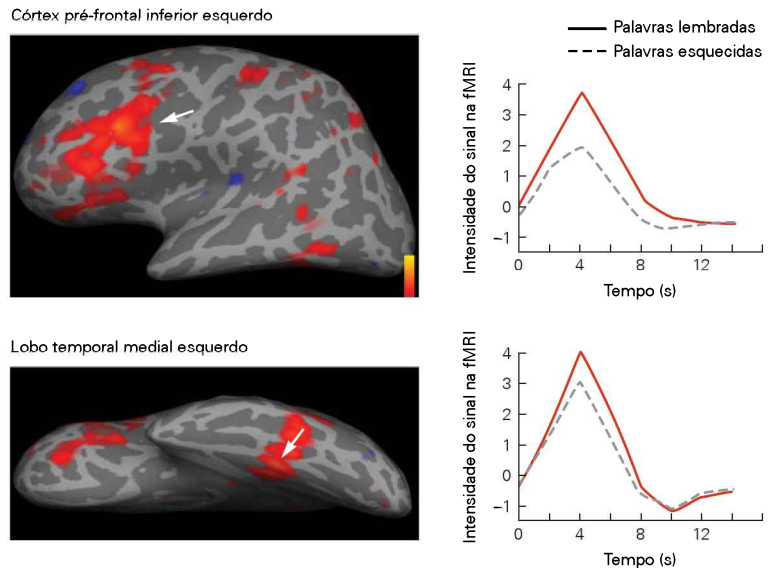 Córtex pré-frontal inferior esquerdo
Palavras lembradas
Palavras esquecidas
Intensidade do sinal na fMRI
4
3
2
1
0
−1
0
4
8
12
Tempo (s)
Lobo temporal medial esquerdo
Intensidade do sinal na fMRI
4
3
2
1
0
−1
0
4
8
12
Tempo (s)